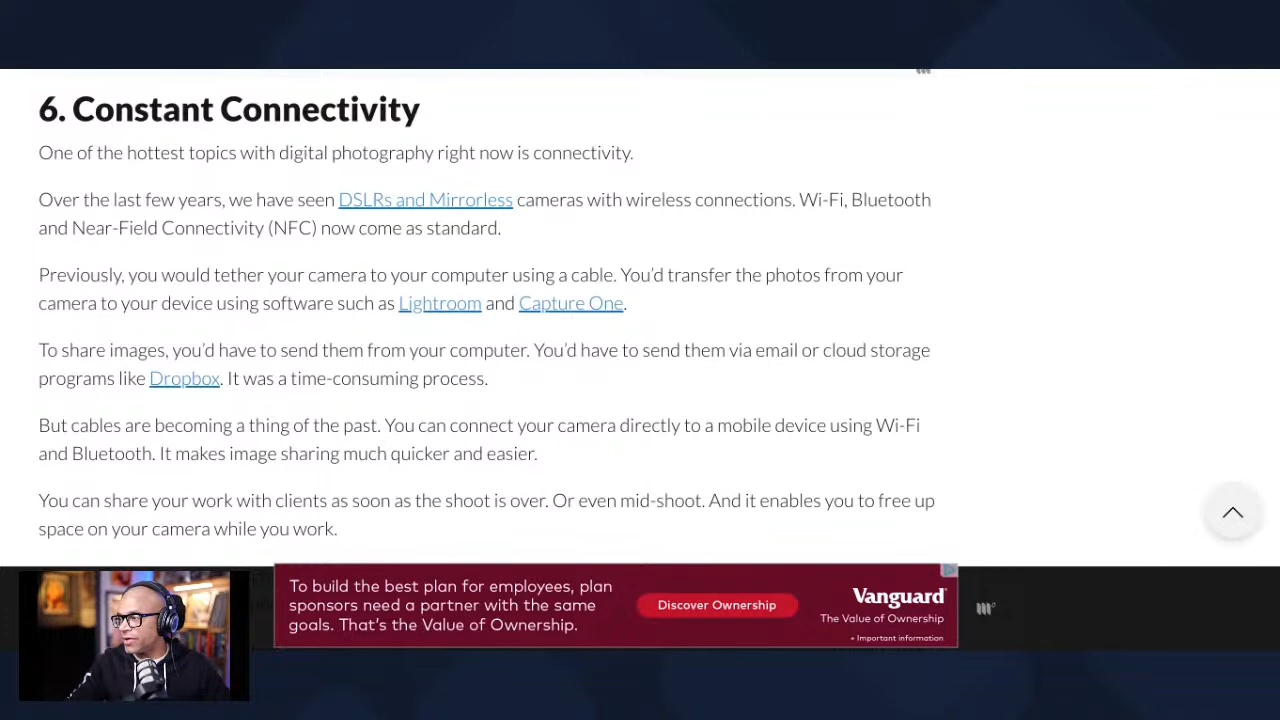 6. Constant Connectivity
One of the hottest topics with digital photography right now is connectivity.
Over the last few years, we have seen DSLRs and Mirrorless cameras with wireless connections. Wi-Fi, Bluetooth
and Near-Field Connectivity (NFC) now come as standard.
Previously, you would tether your camera to your computer using a cable. You’d transfer the photos from your
camera to your device using software such as Lightroom and Capture One.
To share images, you’d have to send them from your computer. You’d have to send them via email or cloud storage
programs like Dropbox. It was a time-consuming process.
But cables are becoming a thing of the past. You can connect your camera directly to a mobile device using Wi-Fi
and Bluetooth. It makes image sharing much quicker and easier.
You can share your work with clients as soon as the shoot is over. Or even mid-shoot. And it enables you to free up
space on your camera while you work.
To build the best plan for employees, plan
sponsors need a partner with the same
goals. That’s the Value of Ownership.
Discover Ownership
Vanguard
The Value of Ownership
+ Important information